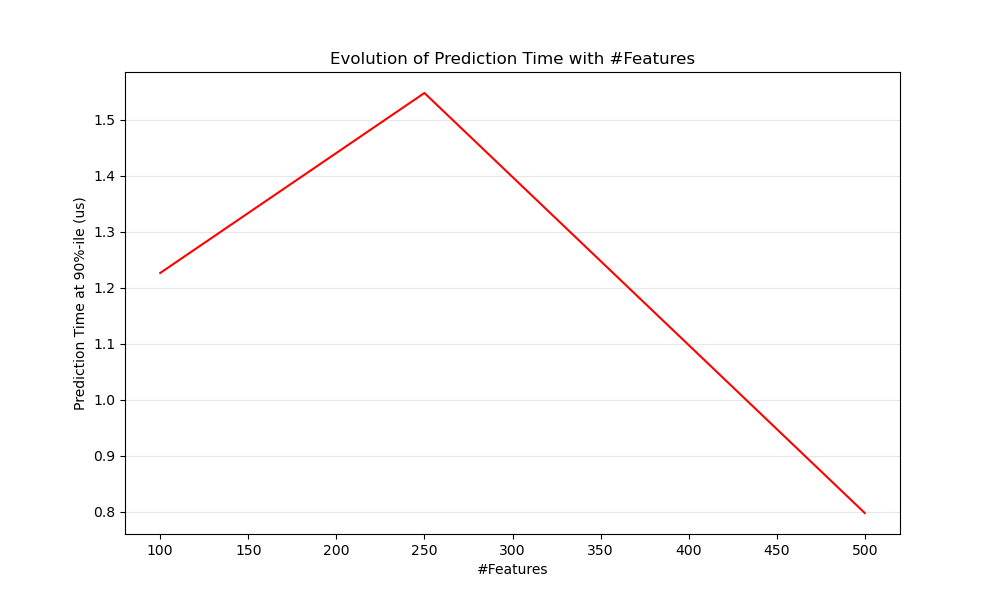 Evolution of Prediction Time with #Features
Prediction Time at 90%-ile (us)
1.5
1.4
1.3
1.2
1.1
1.0
0.9
0.8
100 150 200 250 300 350 400 450 500
#Features